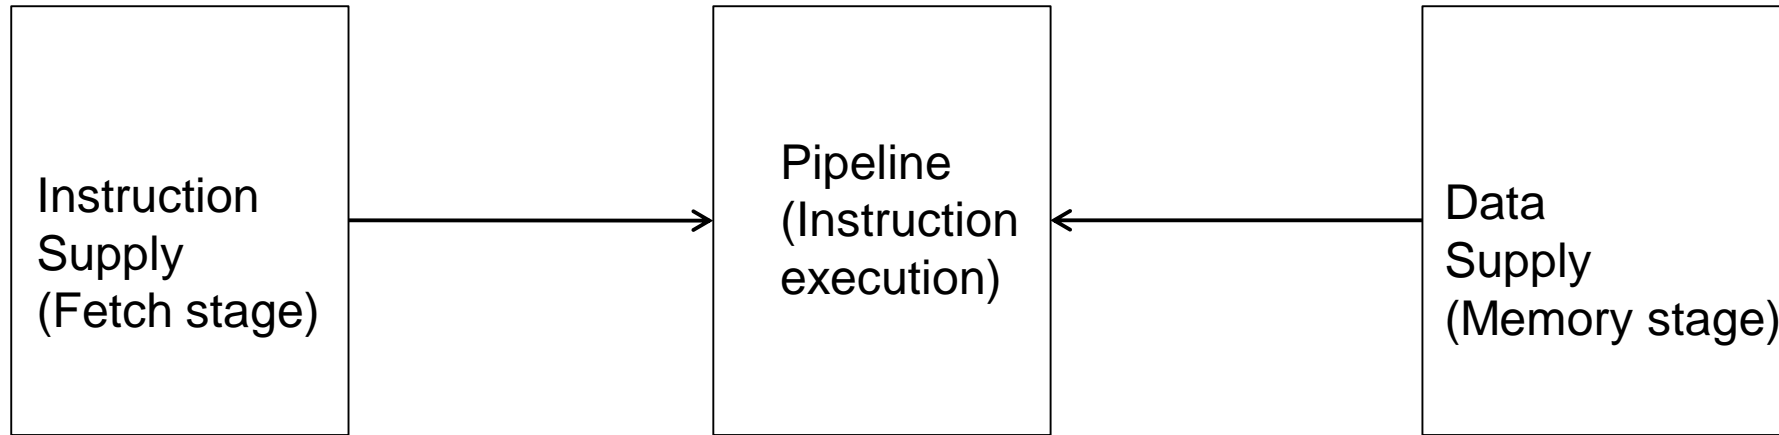 Instruction
Supply
(Fetch stage)
Pipeline
(Instruction
execution)
Data
Supply
(Memory stage)